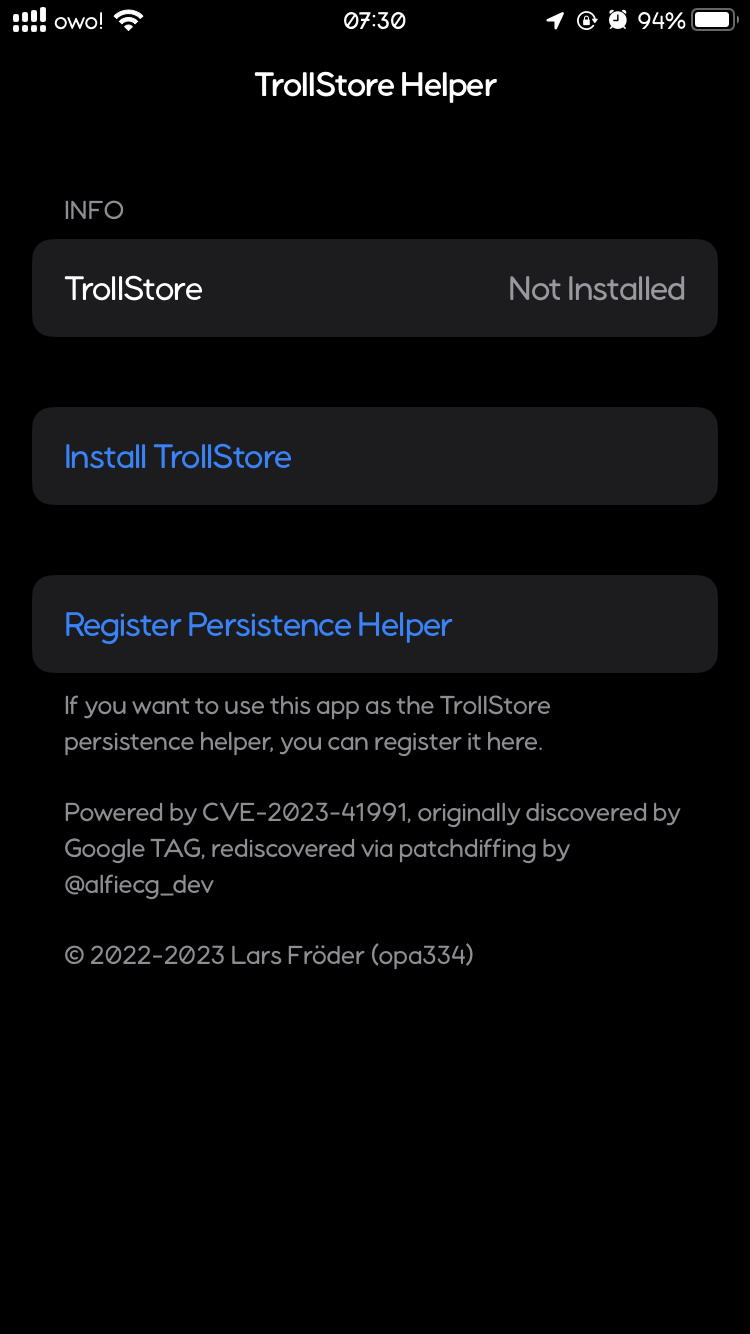 owo! 07:30 94%
TrollStore Helper
INFO
TrollStore Not Installed
Install TrollStore
Register Persistence Helper
If you want to use this app as the TrollStore
persistence helper, you can register it here.
Powered by CVE-2023-41991, originally discovered by
Google TAG, rediscovered via patchdiffing by
@alfiecg_dev
© 2022-2023 Lars Fröder (opa334)